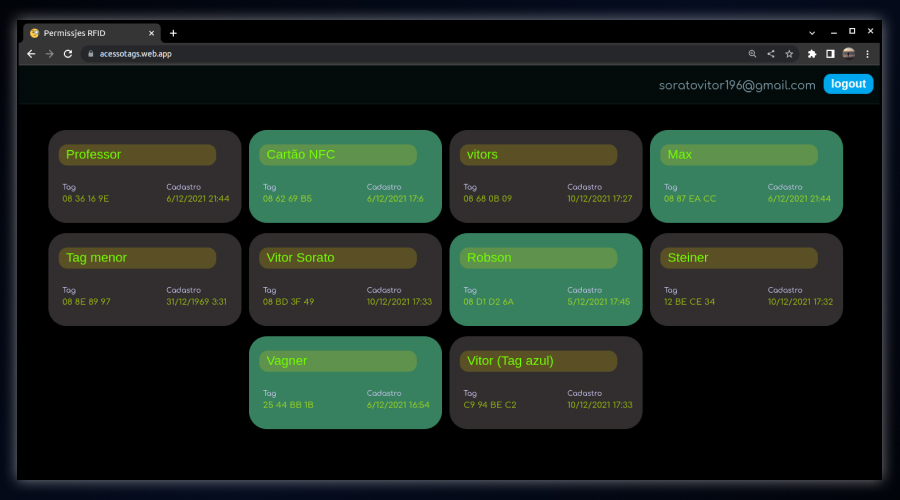 Permissjes RFID
acessotags.web.app
soratovitor196@gmail.com logout
Professor
Tag Cadastro
08 36 16 9E 6/12/2021 21:44
Cartão NFC
Tag Cadastro
08 62 69 B5 6/12/2021 17:6
vitors
Tag Cadastro
08 68 0B 09 10/12/2021 17:27
Max
Tag Cadastro
08 87 EA CC 6/12/2021 21:44
Tag menor
Tag Cadastro
08 8E 89 97 31/12/1969 3:31
Vitor Sorato
Tag Cadastro
08 BD 3F 49 10/12/2021 17:33
Robson
Tag Cadastro
08 D1 D2 6A 5/12/2021 17:45
Steiner
Tag Cadastro
12 BE CE 34 10/12/2021 17:32
Vagner
Tag Cadastro
25 44 BB 1B 6/12/2021 16:54
Vitor (Tag azul)
Tag Cadastro
C9 94 BE C2 10/12/2021 17:33